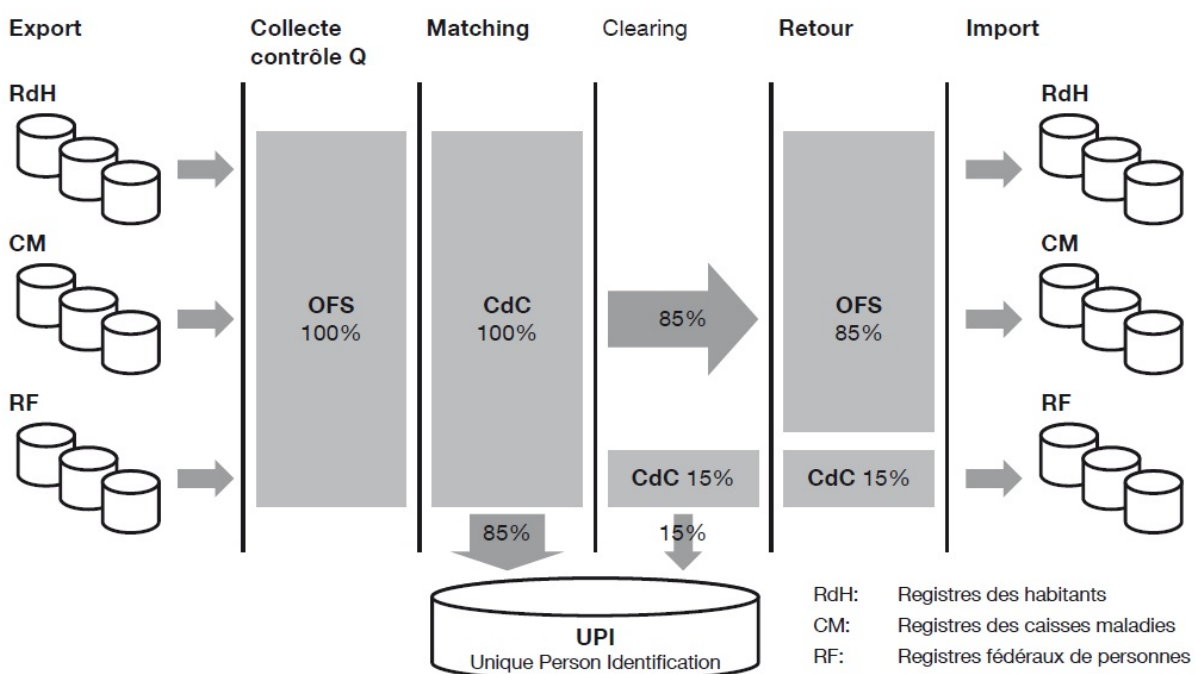 Export
Collecte
contrôle Q
Matching
Clearing
Retour
Import
RdH
RdH
CM
CM
OFS
100%
CdC
100%
85%
OFS
85%
RF
RF
CdC 15%
CdC 15%
85%
15%
UPI
Unique Person Identification
RdH: Registres des habitants
CM: Registres des caisses maladies
RF: Registres fédéraux de personnes